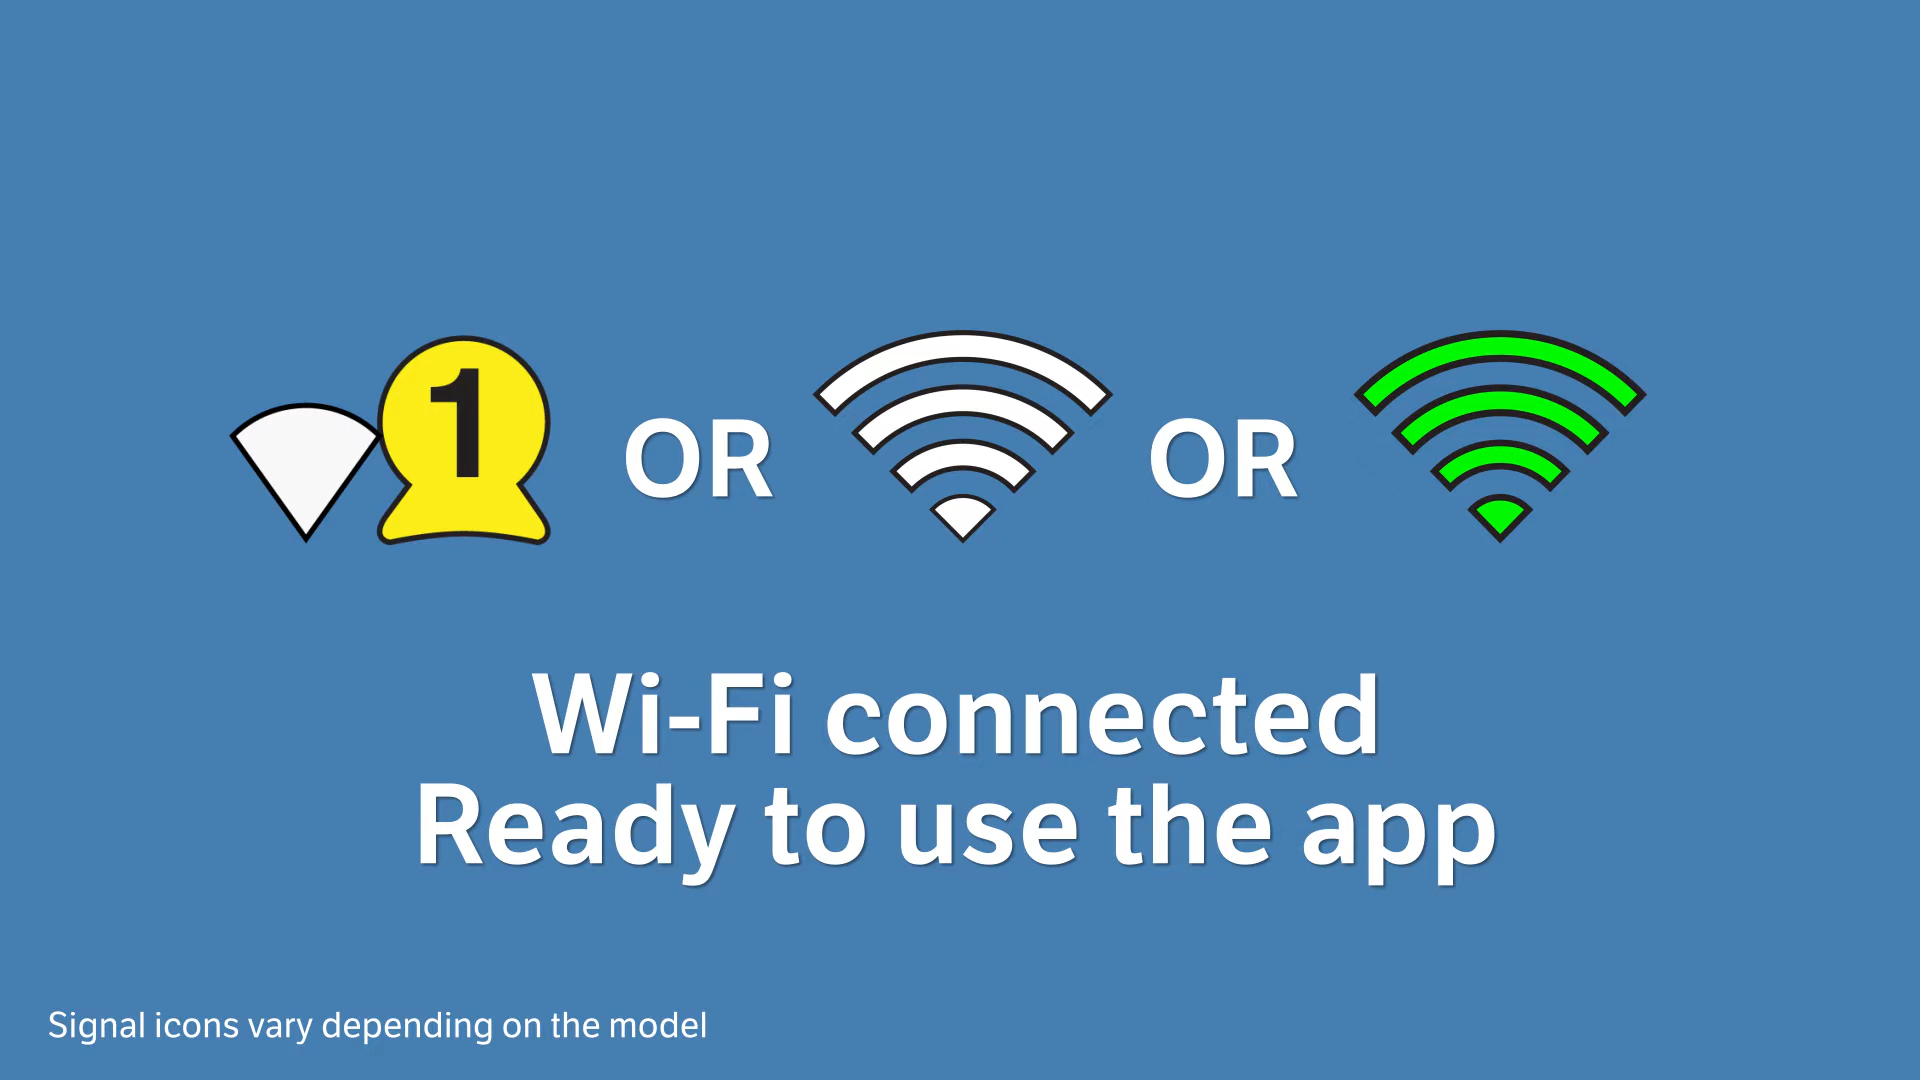 1 OR OR
Wi-Fi connected
Ready to use the app
Signal icons vary depending on the model